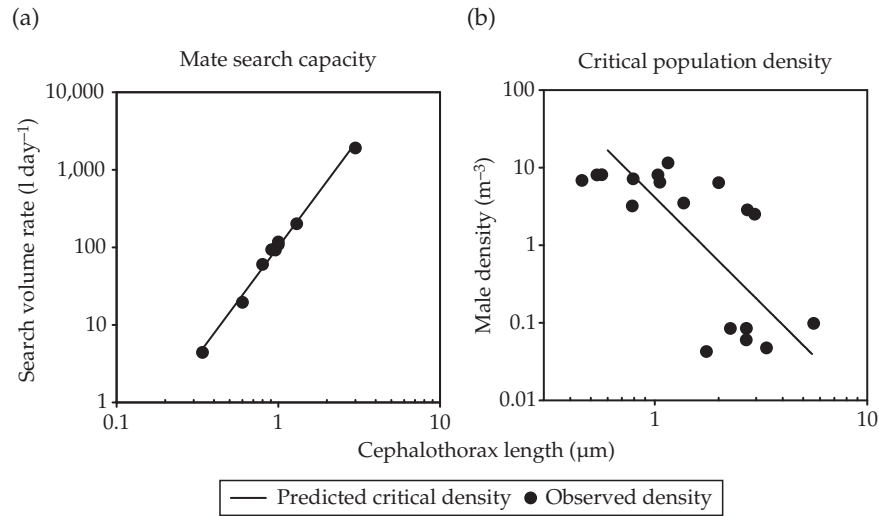 (a)
(b)
Mate search capacity
Critical population density
Search volume rate (l day⁻¹)
10,000
1,000
100
10
1
0.1
1
10
Male density (m⁻³)
100
10
1
0.1
0.01
1
10
Cephalothorax length (µm)
Predicted critical density
Observed density